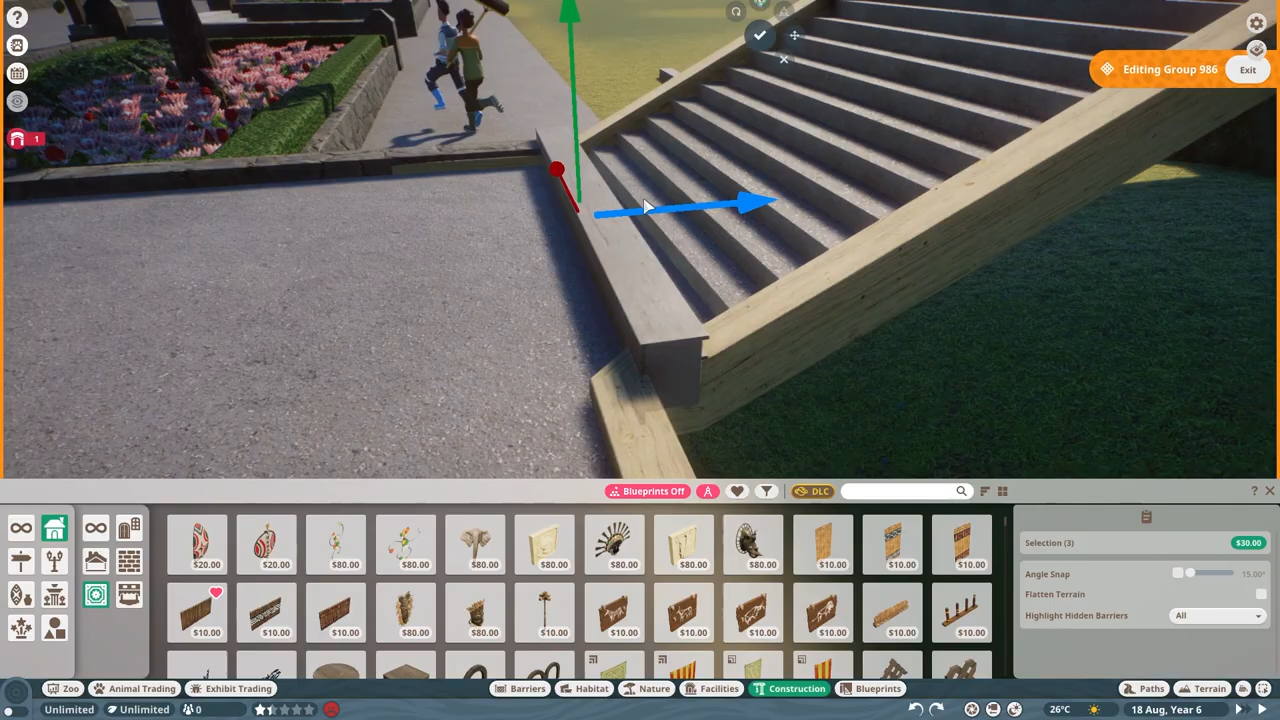 Editing Group 986
Exit
1
Blueprints Off
DLC
$20.00
$20.00
$80.00
$80.00
$80.00
$80.00
$80.00
$80.00
$80.00
$10.00
$10.00
$10.00
$10.00
$10.00
$10.00
$80.00
$80.00
$10.00
$10.00
$10.00
$10.00
$10.00
$10.00
$10.00
Selection (3)
$30.00
Angle Snap
15.00°
Flatten Terrain
Highlight Hidden Barriers
All
Zoo
Animal Trading
Exhibit Trading
Barriers
Habitat
Nature
Facilities
Construction
Blueprints
Paths
Terrain
Unlimited
Unlimited
0
26°C
18 Aug, Year 6